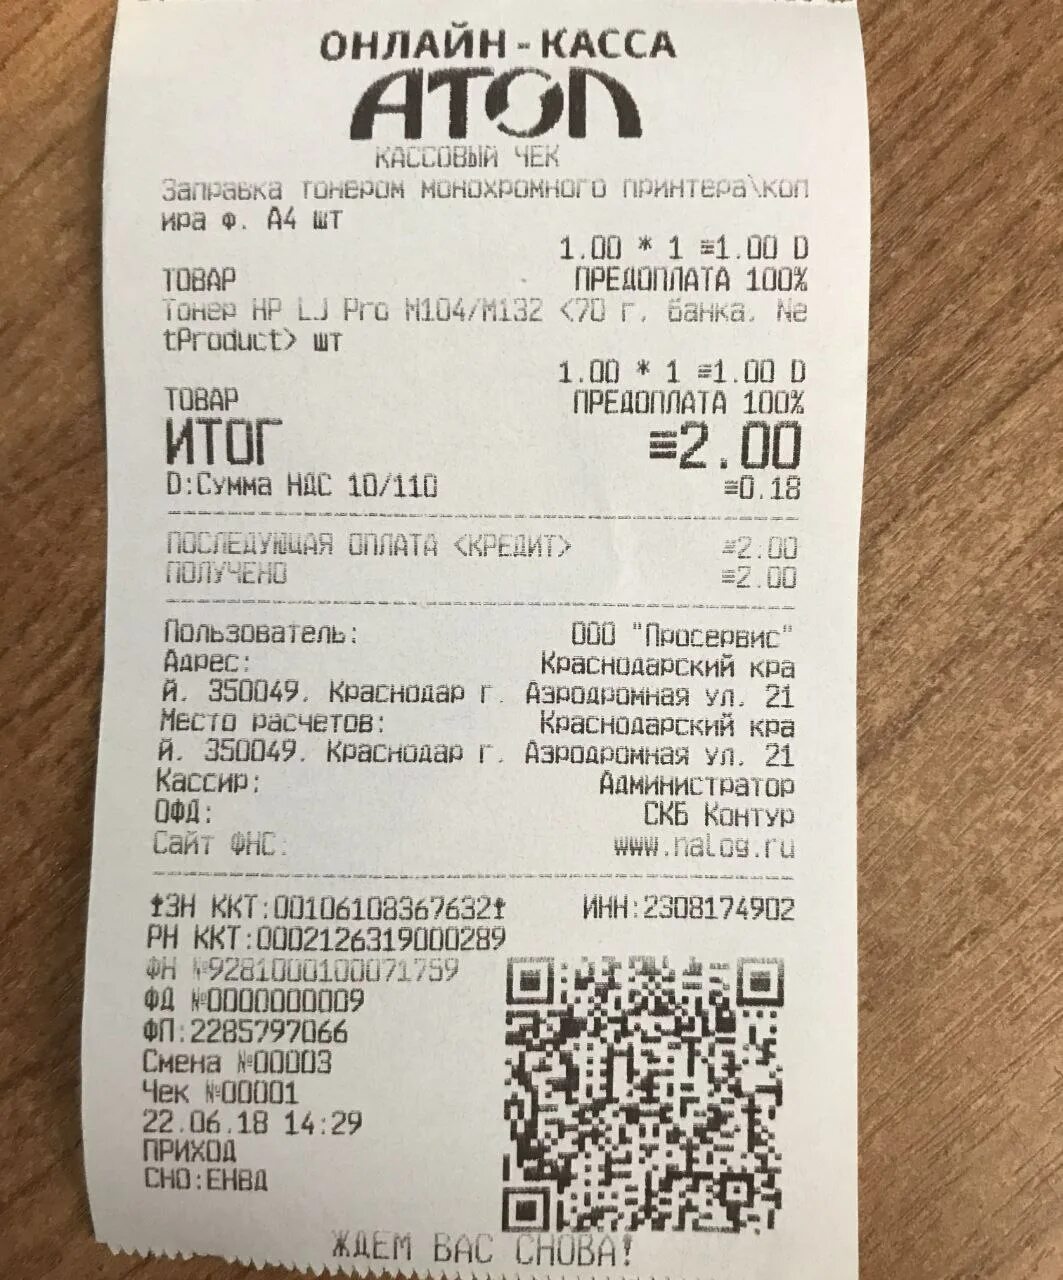 ОНЛАЙН-КАССА
АТОЛ
КАССОВЫЙ ЧЕК
Заправка тонером монохромного принтера\коп
ира ф. А4 шт
1.00 * 1 ≡1.00 D
ТОВАР ПРЕДОПЛАТА 100%
Тонер HP LJ Pro M104/M132 <70 г, банка, Ne
tProduct> шт
1.00 * 1 ≡1.00 D
ТОВАР ПРЕДОПЛАТА 100%
ИТОГ ≡2.00
D:Сумма НДС 10/110 ≡0.18
ПОСЛЕДУЮЩАЯ ОПЛАТА <КРЕДИТ> ≡2.00
ПОЛУЧЕНО ≡2.00
Пользователь: ООО "Просервис"
Адрес: Краснодарский кра
й, 350049, Краснодар г, Аэродромная ул, 21
Место расчетов: Краснодарский кра
й, 350049, Краснодар г, Аэродромная ул, 21
Кассир: Администратор
ОФД: СКБ Контур
Сайт ФНС: www.nalog.ru
ЗН ККТ:00106108367632 ИНН:2308174902
РН ККТ:0002126319000289
ФН №9281000100071759
ФД №0000000009
ФП:2285797066
Смена №00003
Чек №00001
22.06.18 14:29
ПРИХОД
СНО:ЕНВД
ЖДЕМ ВАС СНОВА!